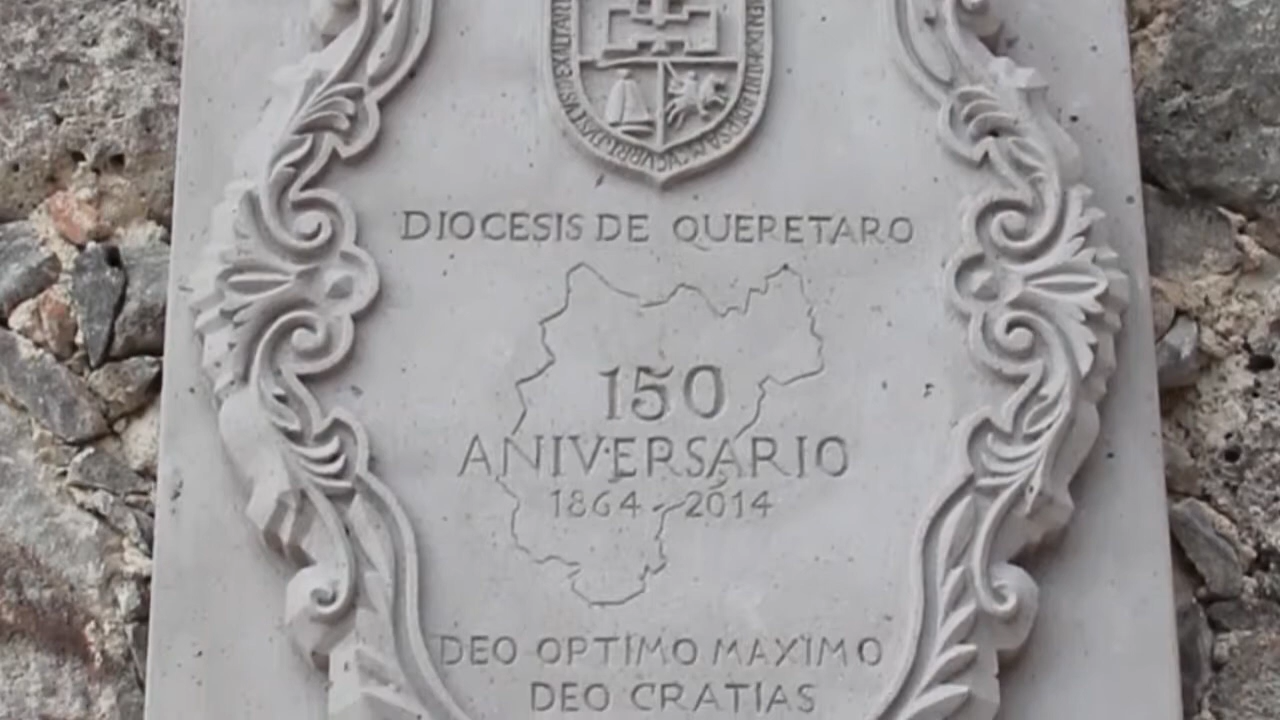 DIOCESIS DE QUERETARO
150
ANIVERSARIO
1864-2014
DEO OPTIMO MAXIMO
DEO CRATIAS